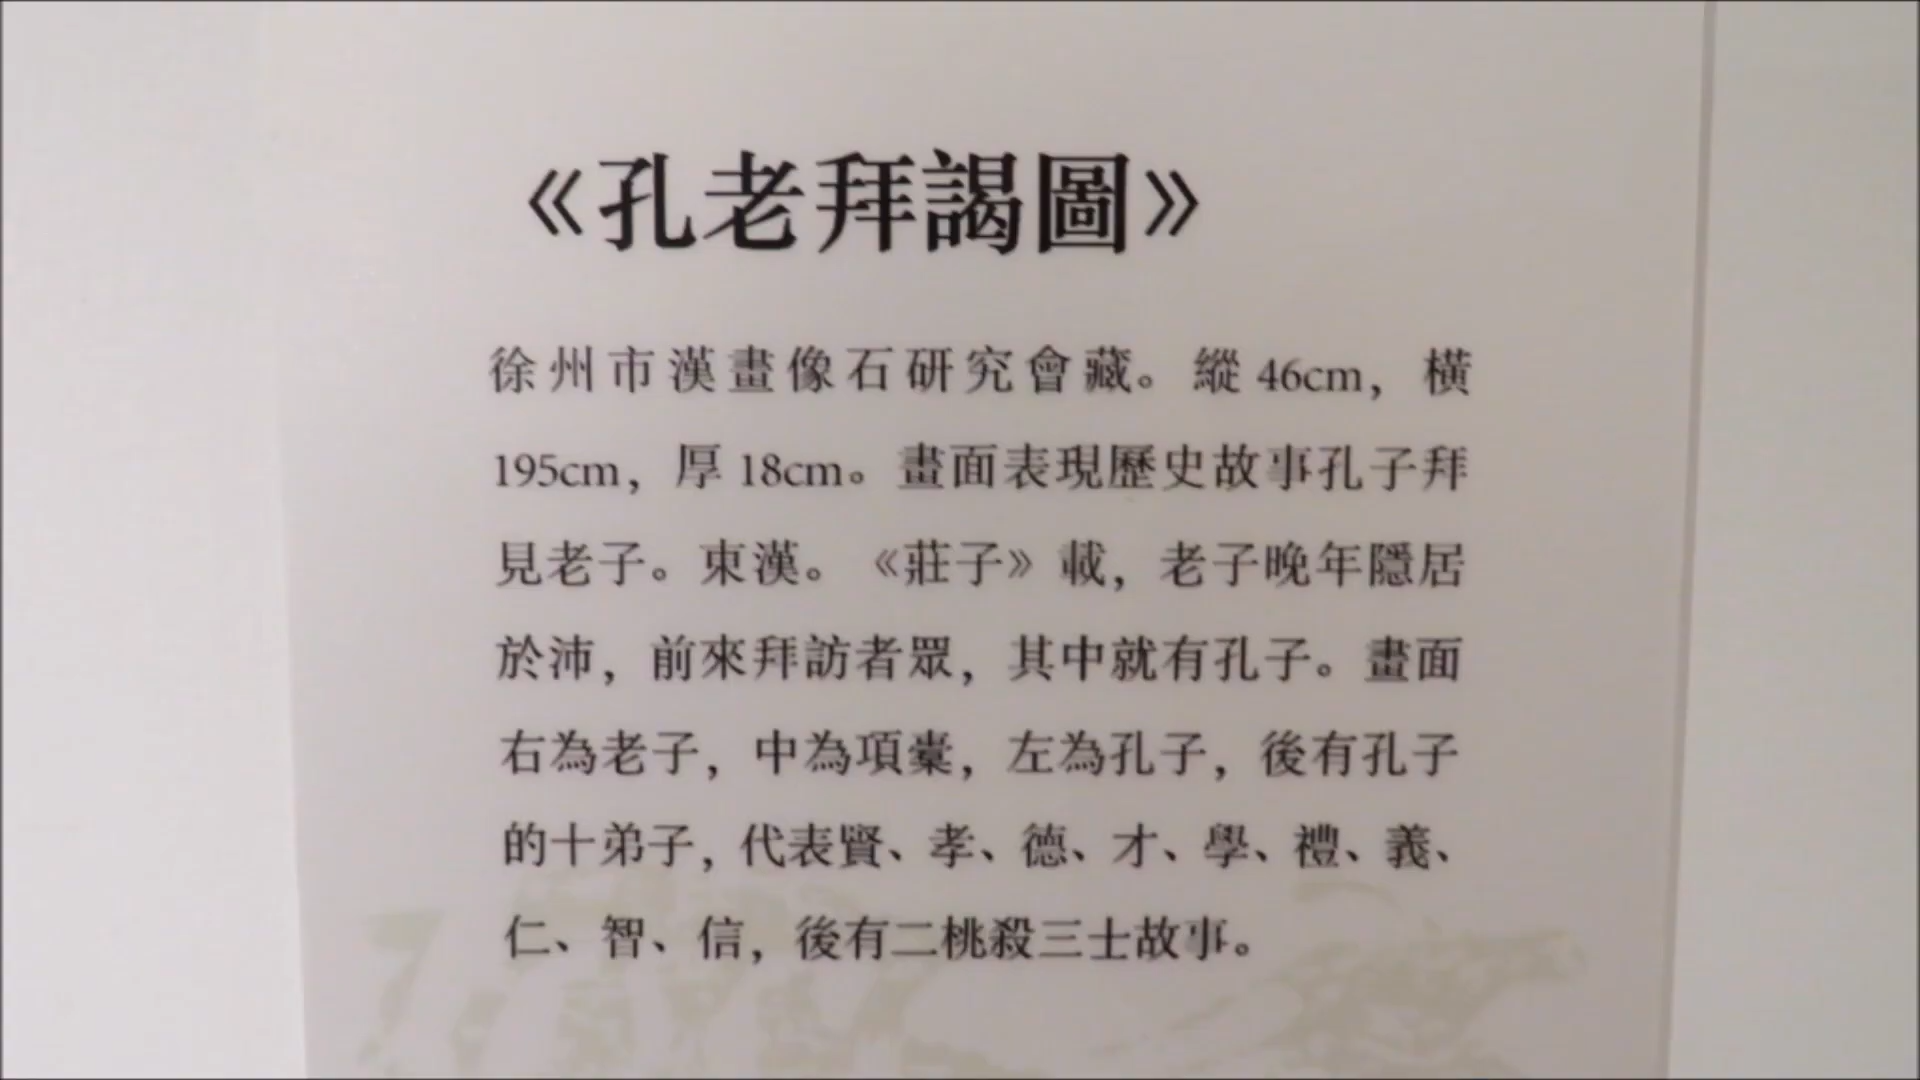 《孔老拜謁圖》
徐州市漢畫像石研究會藏。縱 46cm，橫
195cm，厚 18cm。畫面表現歷史故事孔子拜
見老子。東漢。《莊子》載，老子晚年隱居
於沛，前來拜訪者眾，其中就有孔子。畫面
右為老子，中為項橐，左為孔子，後有孔子
的十弟子，代表賢、孝、德、才、學、禮、義、
仁、智、信，後有二桃殺三士故事。